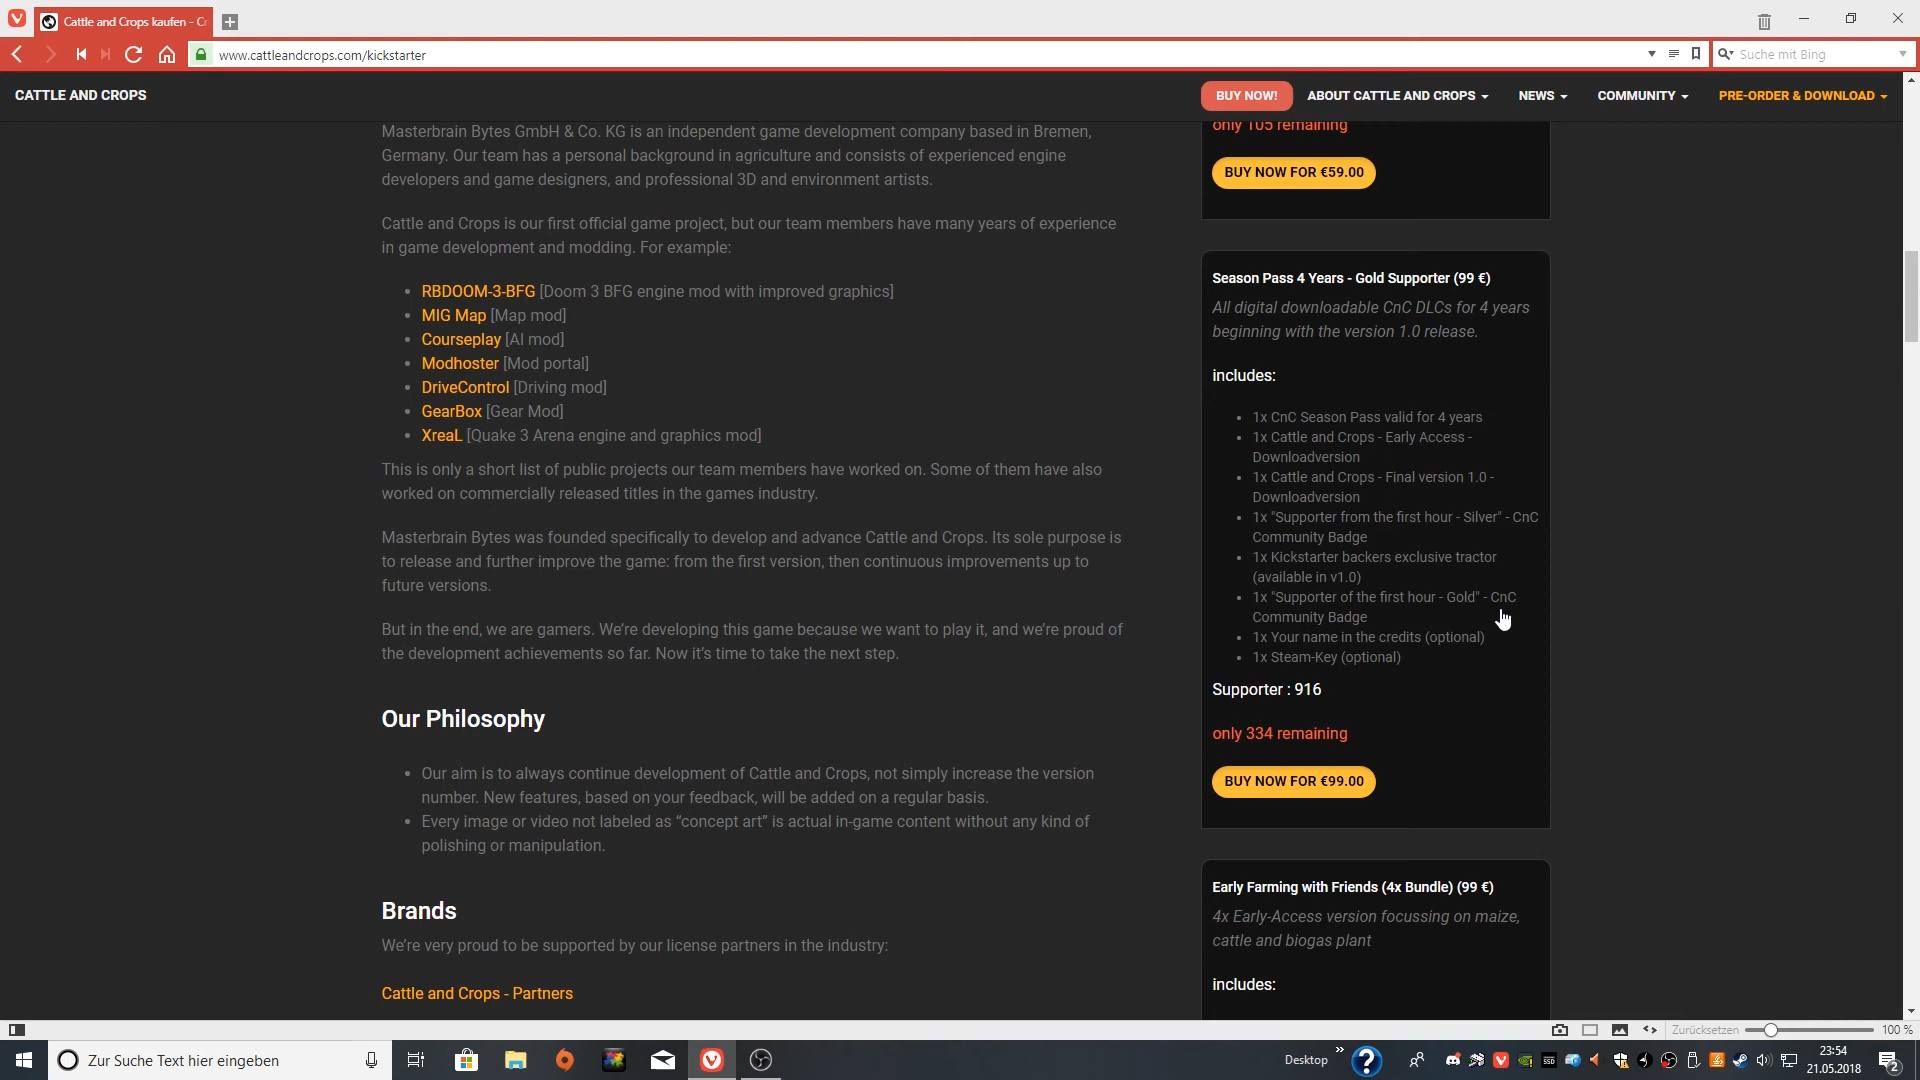 Cattle and Crops kaufen - Cr
www.cattleandcrops.com/kickstarter
Suche mit Bing
CATTLE AND CROPS
BUY NOW!
ABOUT CATTLE AND CROPS
NEWS
COMMUNITY
PRE-ORDER & DOWNLOAD
Masterbrain Bytes GmbH & Co. KG is an independent game development company based in Bremen,
Germany. Our team has a personal background in agriculture and consists of experienced engine
developers and game designers, and professional 3D and environment artists.
Cattle and Crops is our first official game project, but our team members have many years of experience
in game development and modding. For example:
• RBDOOM-3-BFG [Doom 3 BFG engine mod with improved graphics]
• MIG Map [Map mod]
• Courseplay [AI mod]
• Modhoster [Mod portal]
• DriveControl [Driving mod]
• GearBox [Gear Mod]
• XreaL [Quake 3 Arena engine and graphics mod]
This is only a short list of public projects our team members have worked on. Some of them have also
worked on commercially released titles in the games industry.
Masterbrain Bytes was founded specifically to develop and advance Cattle and Crops. Its sole purpose is
to release and further improve the game: from the first version, then continuous improvements up to
future versions.
But in the end, we are gamers. We're developing this game because we want to play it, and we're proud of
the development achievements so far. Now it's time to take the next step.
Our Philosophy
• Our aim is to always continue development of Cattle and Crops, not simply increase the version
number. New features, based on your feedback, will be added on a regular basis.
• Every image or video not labeled as “concept art” is actual in-game content without any kind of
polishing or manipulation.
Brands
We're very proud to be supported by our license partners in the industry:
Cattle and Crops - Partners
only 105 remaining
BUY NOW FOR €59.00
Season Pass 4 Years - Gold Supporter (99 €)
All digital downloadable CnC DLCs for 4 years
beginning with the version 1.0 release.
includes:
• 1x CnC Season Pass valid for 4 years
• 1x Cattle and Crops - Early Access -
Downloadversion
• 1x Cattle and Crops - Final version 1.0 -
Downloadversion
• 1x "Supporter from the first hour - Silver" - CnC
Community Badge
• 1x Kickstarter backers exclusive tractor
(available in v1.0)
• 1x "Supporter of the first hour - Gold" - CnC
Community Badge
• 1x Your name in the credits (optional)
• 1x Steam-Key (optional)
Supporter : 916
only 334 remaining
BUY NOW FOR €99.00
Early Farming with Friends (4x Bundle) (99 €)
4x Early-Access version focussing on maize,
cattle and biogas plant
includes:
Zurücksetzen
100 %
Zur Suche Text hier eingeben
Desktop
SSD
23:54
21.05.2018
2